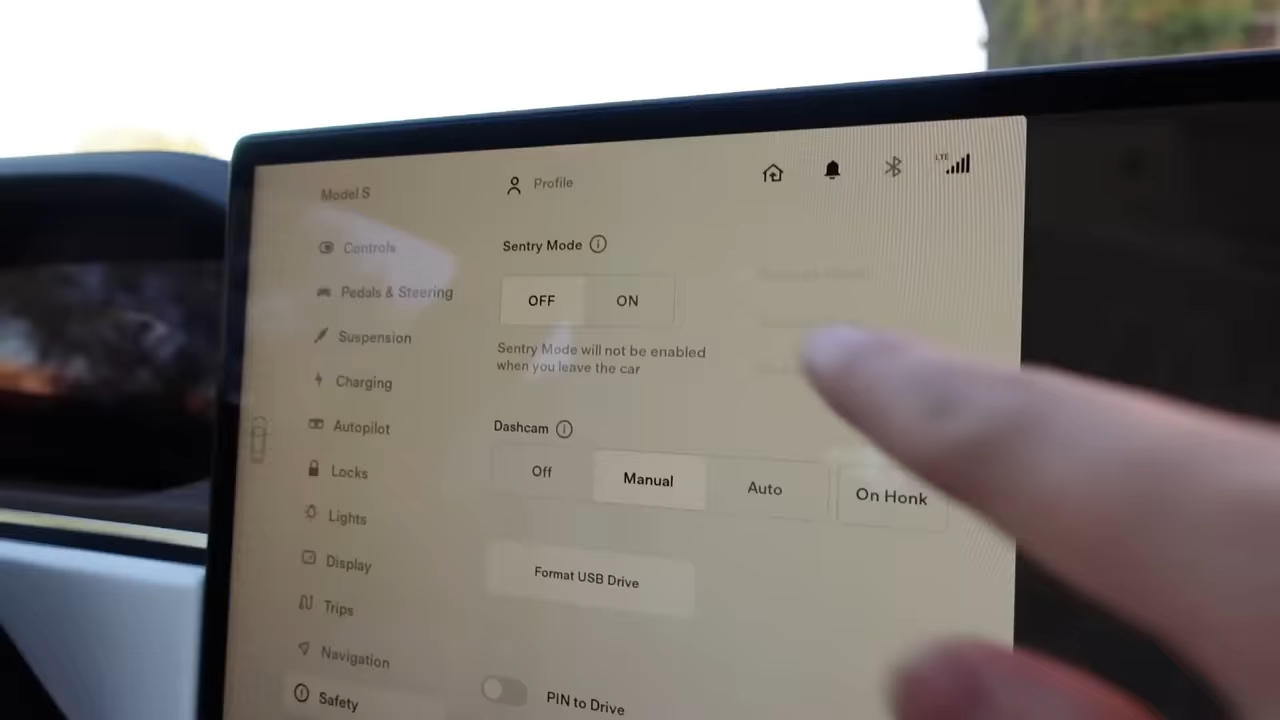 Model S
Profile
LTE
Controls
Pedals & Steering
Suspension
Charging
Autopilot
Locks
Lights
Display
Trips
Navigation
Safety
Sentry Mode
OFF
ON
Sentry Mode will not be enabled
when you leave the car
Dashcam
Off
Manual
Auto
On Honk
Format USB Drive
PIN to Drive